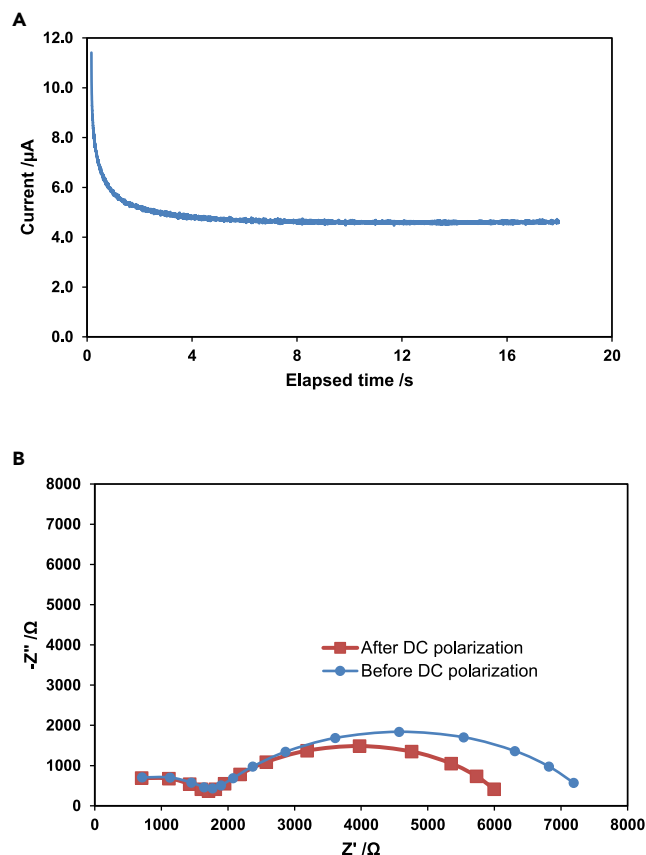 A
12.0
10.0
8.0
6.0
4.0
2.0
0.0
Current /µA
0 4 8 12 16 20
Elapsed time /s
B
8000
7000
6000
5000
4000
3000
2000
1000
0
-Z'' /Ω
After DC polarization
Before DC polarization
0 1000 2000 3000 4000 5000 6000 7000 8000
Z' /Ω